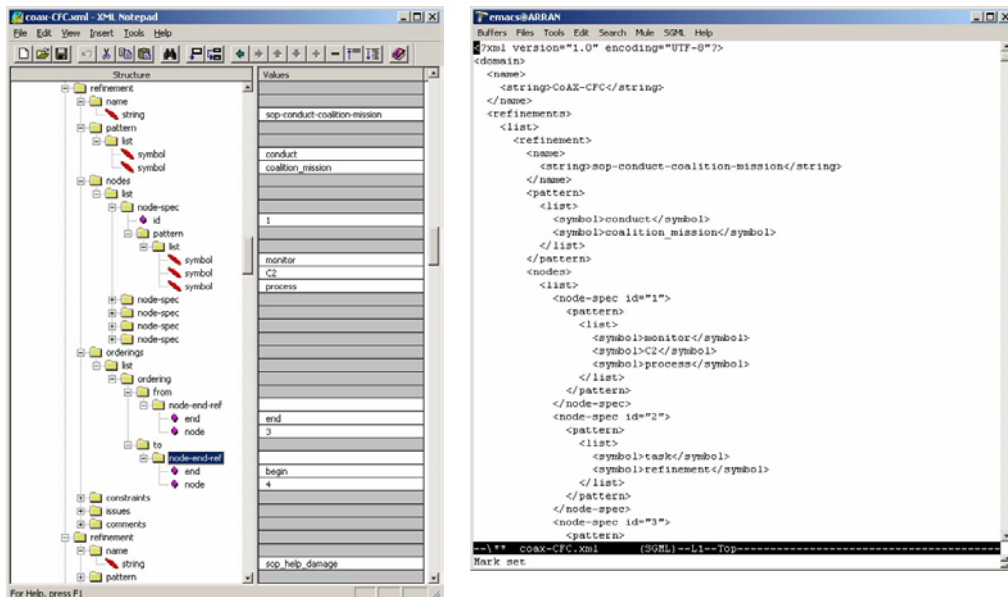 coax-CFC.xml - XML Notepad
File Edit View Insert Tools Help
Structure Values
refinement
name
string sop-conduct-coalition-mission
pattern
list
symbol conduct
symbol coalition_mission
nodes
list
node-spec
id 1
pattern
list
symbol monitor
symbol C2
symbol process
node-spec
node-spec
node-spec
node-spec
orderings
list
ordering
from
node-end-ref
end end
node 3
to
node-end-ref
end begin
node 4
constraints
issues
comments
refinement
name
string sop_help_damage
pattern
For Help, press F1
emacs@ARRAN
Buffers Files Tools Edit Search Mule SGML Help
<?xml version="1.0" encoding="UTF-8"?>
<domain>
<name>
<string>CoAX-CFC</string>
</name>
<refinements>
<list>
<refinement>
<name>
<string>sop-conduct-coalition-mission</string>
</name>
<pattern>
<list>
<symbol>conduct</symbol>
<symbol>coalition_mission</symbol>
</list>
</pattern>
<nodes>
<list>
<node-spec id="1">
<pattern>
<list>
<symbol>monitor</symbol>
<symbol>C2</symbol>
<symbol>process</symbol>
</list>
</pattern>
</node-spec>
<node-spec id="2">
<pattern>
<list>
<symbol>task</symbol>
<symbol>refinement</symbol>
</list>
</pattern>
</node-spec>
<node-spec id="3">
<pattern>
--\** coax-CFC.xml (SGML)--L1--Top---
Mark set